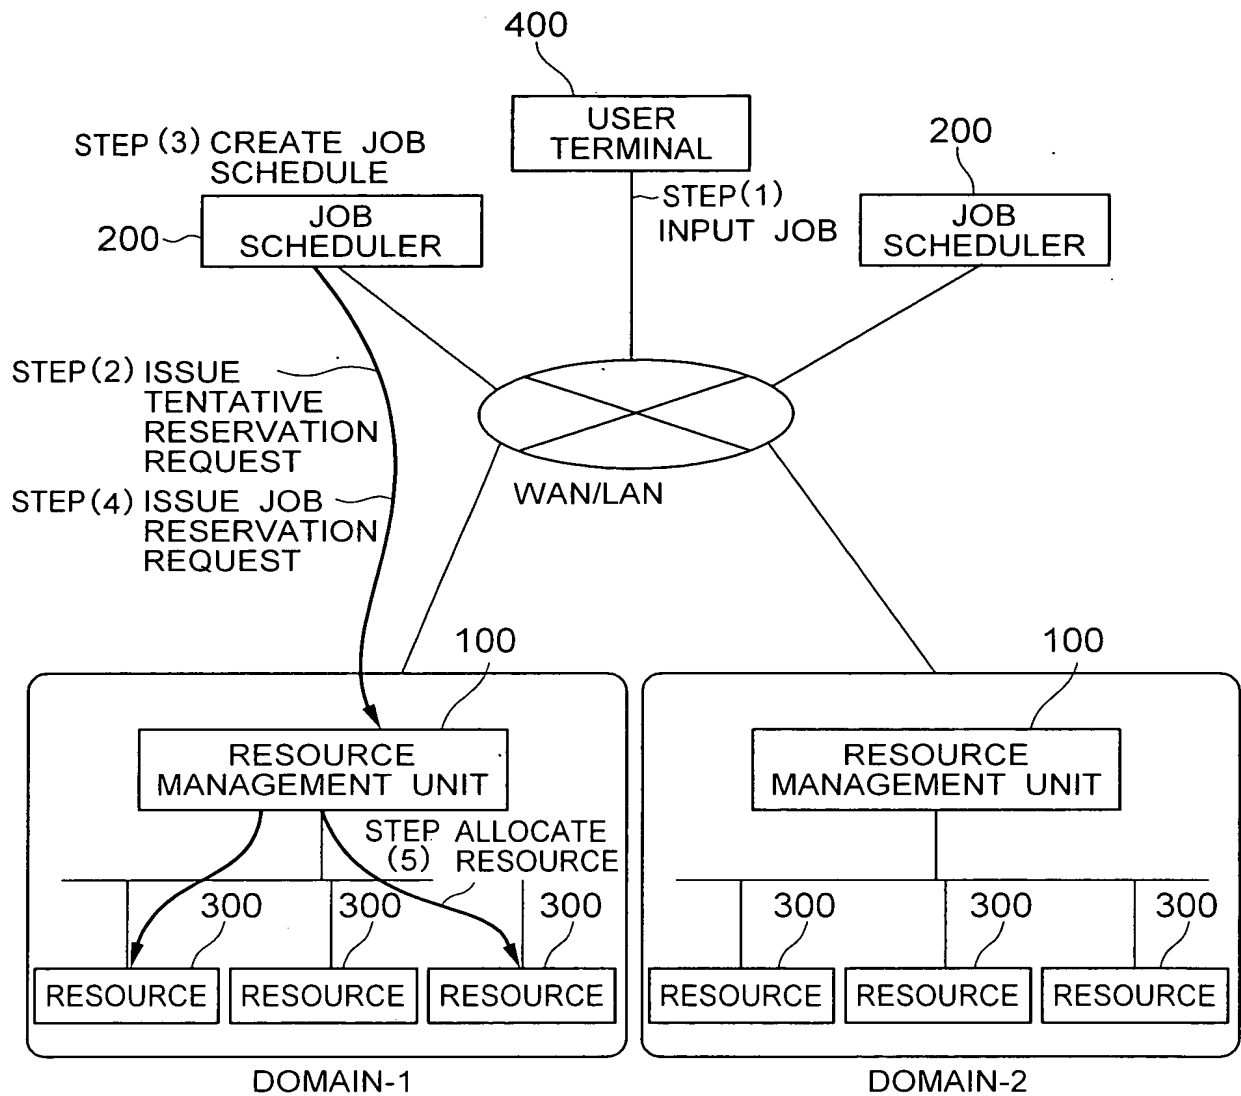 400
USER
TERMINAL
STEP (3) CREATE JOB
SCHEDULE
200
JOB
SCHEDULER
STEP(1)
INPUT JOB
200
JOB
SCHEDULER
STEP(2) ISSUE
TENTATIVE
RESERVATION
REQUEST
STEP(4) ISSUE JOB
RESERVATION
REQUEST
WAN/LAN
100
RESOURCE
MANAGEMENT UNIT
STEP ALLOCATE
(5) RESOURCE
300
300
300
RESOURCE
RESOURCE
RESOURCE
DOMAIN-1
100
RESOURCE
MANAGEMENT UNIT
300
300
300
RESOURCE
RESOURCE
RESOURCE
DOMAIN-2